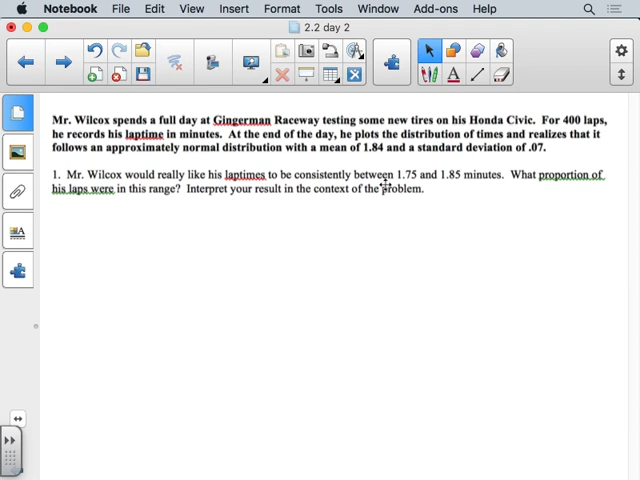 Notebook File Edit View Insert Format Tools Window Add-ons Help
2.2 day 2
Mr. Wilcox spends a full day at Gingerman Raceway testing some new tires on his Honda Civic. For 400 laps,
he records his laptime in minutes. At the end of the day, he plots the distribution of times and realizes that it
follows an approximately normal distribution with a mean of 1.84 and a standard deviation of .07.
1. Mr. Wilcox would really like his laptimes to be consistently between 1.75 and 1.85 minutes. What proportion of
his laps were in this range? Interpret your result in the context of the problem.